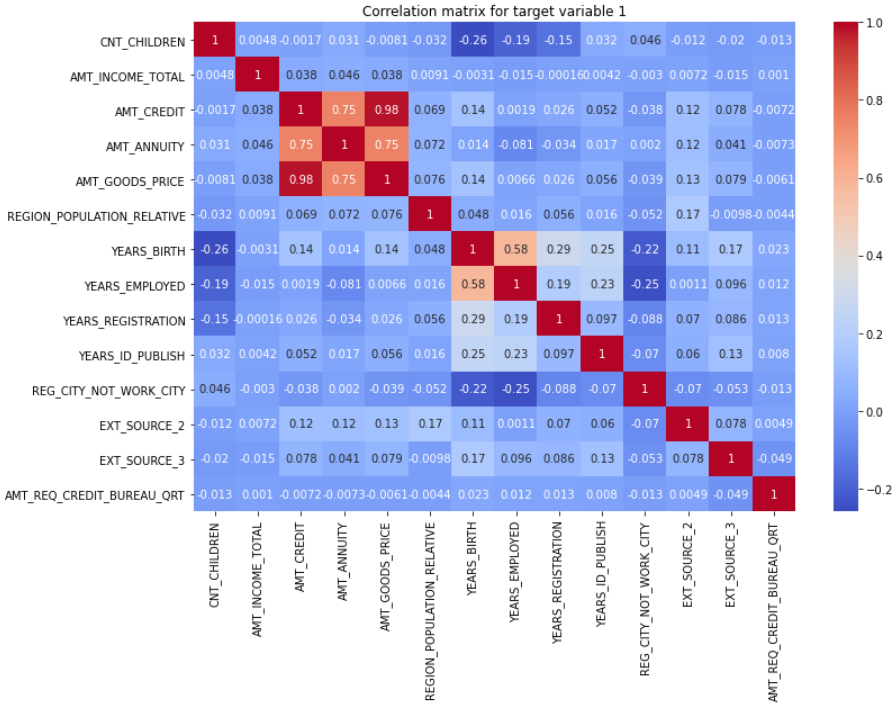 Correlation matrix for target variable 1
CNT_CHILDREN 1 0.0048 -0.0017 0.031 -0.0081 -0.032 -0.26 -0.19 -0.15 0.032 0.046 -0.012 -0.02 -0.013
AMT_INCOME_TOTAL 0.0048 1 0.038 0.046 0.038 0.0091 -0.0031 -0.015 -0.00016 0.0042 -0.003 0.0072 -0.015 0.001
AMT_CREDIT -0.0017 0.038 1 0.75 0.98 0.069 0.14 0.0019 0.026 0.052 -0.038 0.12 0.078 -0.0072
AMT_ANNUITY 0.031 0.046 0.75 1 0.75 0.072 0.014 -0.081 -0.034 0.017 0.002 0.12 0.041 -0.0073
AMT_GOODS_PRICE -0.0081 0.038 0.98 0.75 1 0.076 0.14 0.0066 0.026 0.056 -0.039 0.13 0.079 -0.0061
REGION_POPULATION_RELATIVE -0.032 0.0091 0.069 0.072 0.076 1 0.048 0.016 0.056 0.016 -0.052 0.17 -0.0098 -0.0044
YEARS_BIRTH -0.26 -0.0031 0.14 0.014 0.14 0.048 1 0.58 0.29 0.25 -0.22 0.11 0.17 0.023
YEARS_EMPLOYED -0.19 -0.015 0.0019 -0.081 0.0066 0.016 0.58 1 0.19 0.23 -0.25 0.0011 0.096 0.012
YEARS_REGISTRATION -0.15 -0.00016 0.026 -0.034 0.026 0.056 0.29 0.19 1 0.097 -0.088 0.07 0.086 0.013
YEARS_ID_PUBLISH 0.032 0.0042 0.052 0.017 0.056 0.016 0.25 0.23 0.097 1 -0.07 0.06 0.13 0.008
REG_CITY_NOT_WORK_CITY 0.046 -0.003 -0.038 0.002 -0.039 -0.052 -0.22 -0.25 -0.088 -0.07 1 -0.07 -0.053 -0.013
EXT_SOURCE_2 -0.012 0.0072 0.12 0.12 0.13 0.17 0.11 0.0011 0.07 0.06 -0.07 1 0.078 0.0049
EXT_SOURCE_3 -0.02 -0.015 0.078 0.041 0.079 -0.0098 0.17 0.096 0.086 0.13 -0.053 0.078 1 -0.049
AMT_REQ_CREDIT_BUREAU_QRT -0.013 0.001 -0.0072 -0.0073 -0.0061 -0.0044 0.023 0.012 0.013 0.008 -0.013 0.0049 -0.049 1
CNT_CHILDREN
AMT_INCOME_TOTAL
AMT_CREDIT
AMT_ANNUITY
AMT_GOODS_PRICE
REGION_POPULATION_RELATIVE
YEARS_BIRTH
YEARS_EMPLOYED
YEARS_REGISTRATION
YEARS_ID_PUBLISH
REG_CITY_NOT_WORK_CITY
EXT_SOURCE_2
EXT_SOURCE_3
AMT_REQ_CREDIT_BUREAU_QRT
1.0
0.8
0.6
0.4
0.2
0.0
−0.2